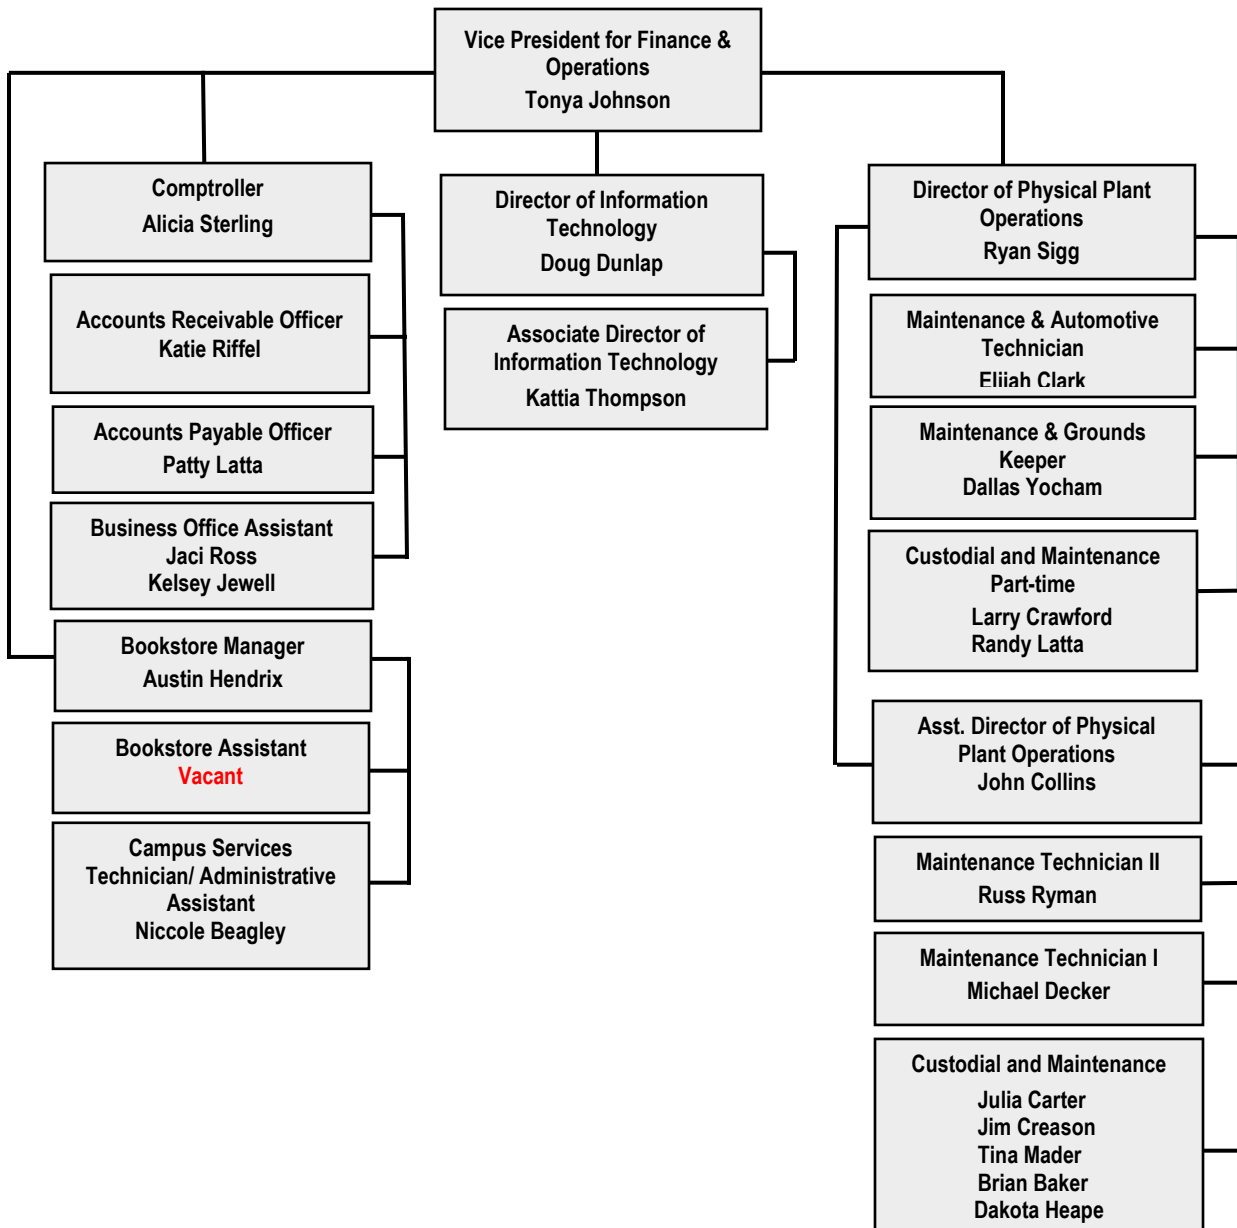 Vice President for Finance &
Operations
Tonya Johnson
Comptroller
Alicia Sterling
Accounts Receivable Officer
Katie Riffel
Accounts Payable Officer
Patty Latta
Business Office Assistant
Jaci Ross
Kelsey Jewell
Bookstore Manager
Austin Hendrix
Bookstore Assistant
Vacant
Campus Services
Technician/ Administrative
Assistant
Niccole Beagley
Director of Information
Technology
Doug Dunlap
Associate Director of
Information Technology
Kattia Thompson
Director of Physical Plant
Operations
Ryan Sigg
Maintenance & Automotive
Technician
Elijah Clark
Maintenance & Grounds
Keeper
Dallas Yocham
Custodial and Maintenance
Part-time
Larry Crawford
Randy Latta
Asst. Director of Physical
Plant Operations
John Collins
Maintenance Technician II
Russ Ryman
Maintenance Technician I
Michael Decker
Custodial and Maintenance
Julia Carter
Jim Creason
Tina Mader
Brian Baker
Dakota Heape